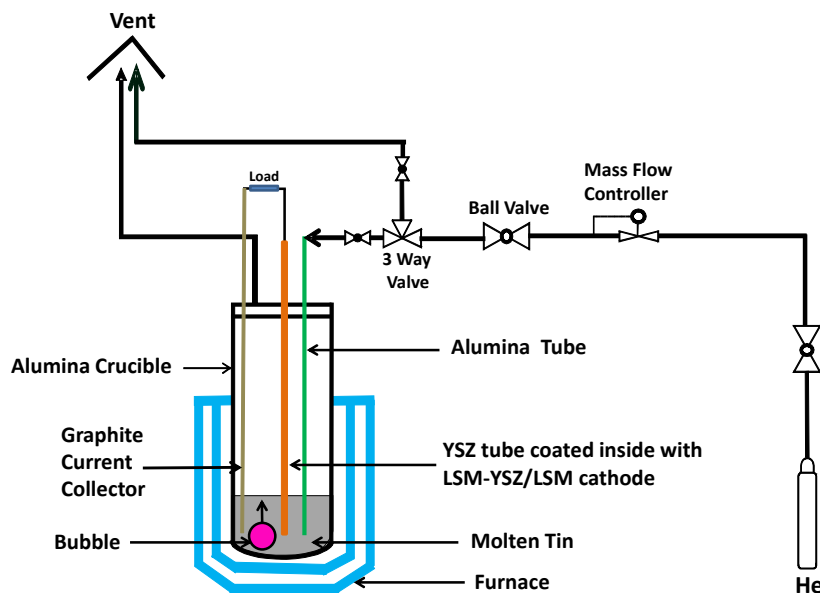 Vent
Load
Mass Flow
Controller
Ball Valve
3 Way
Valve
Alumina Crucible
Alumina Tube
Graphite
Current
Collector
YSZ tube coated inside with
LSM-YSZ/LSM cathode
Bubble
Molten Tin
Furnace
He